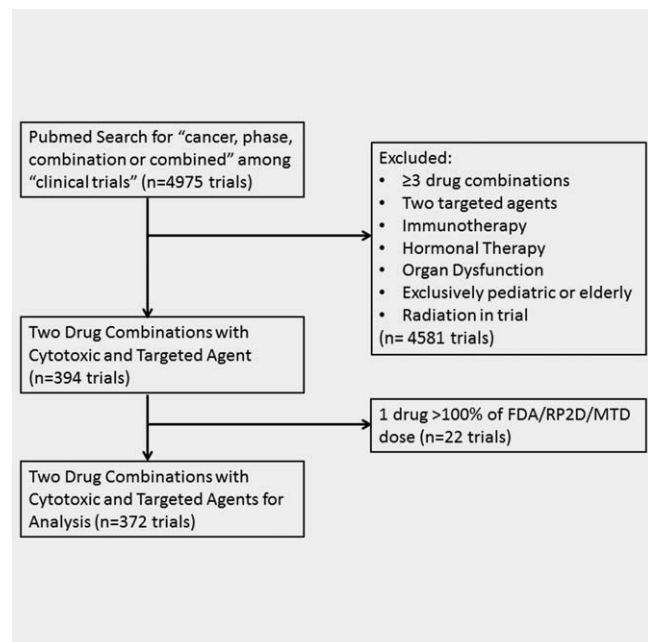 Pubmed Search for “cancer, phase,
combination or combined” among
“clinical trials” (n=4975 trials)
Excluded:
• ≥3 drug combinations
• Two targeted agents
• Immunotherapy
• Hormonal Therapy
• Organ Dysfunction
• Exclusively pediatric or elderly
• Radiation in trial
(n= 4581 trials)
Two Drug Combinations with
Cytotoxic and Targeted Agent
(n=394 trials)
1 drug >100% of FDA/RP2D/MTD
dose (n=22 trials)
Two Drug Combinations with
Cytotoxic and Targeted Agents for
Analysis (n=372 trials)